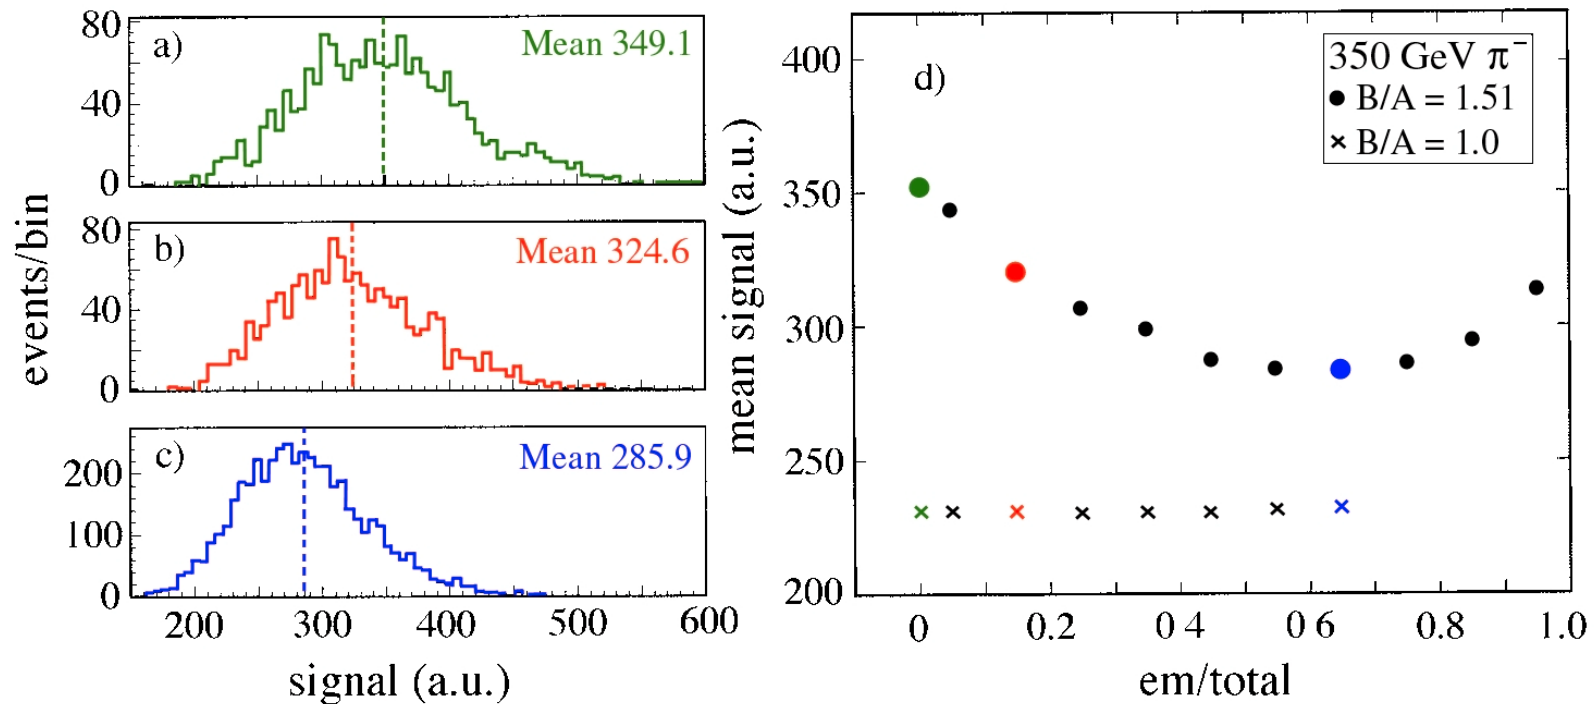 a)
Mean 349.1
80
40
0
b)
Mean 324.6
80
40
0
c)
Mean 285.9
200
100
0
200 300 400 500 600
signal (a.u.)
events/bin
d)
350 GeV π⁻
● B/A = 1.51
× B/A = 1.0
400
350
300
250
200
0 0.2 0 4 0 6 0.8 1.0
em/total
mean signal (a.u.)